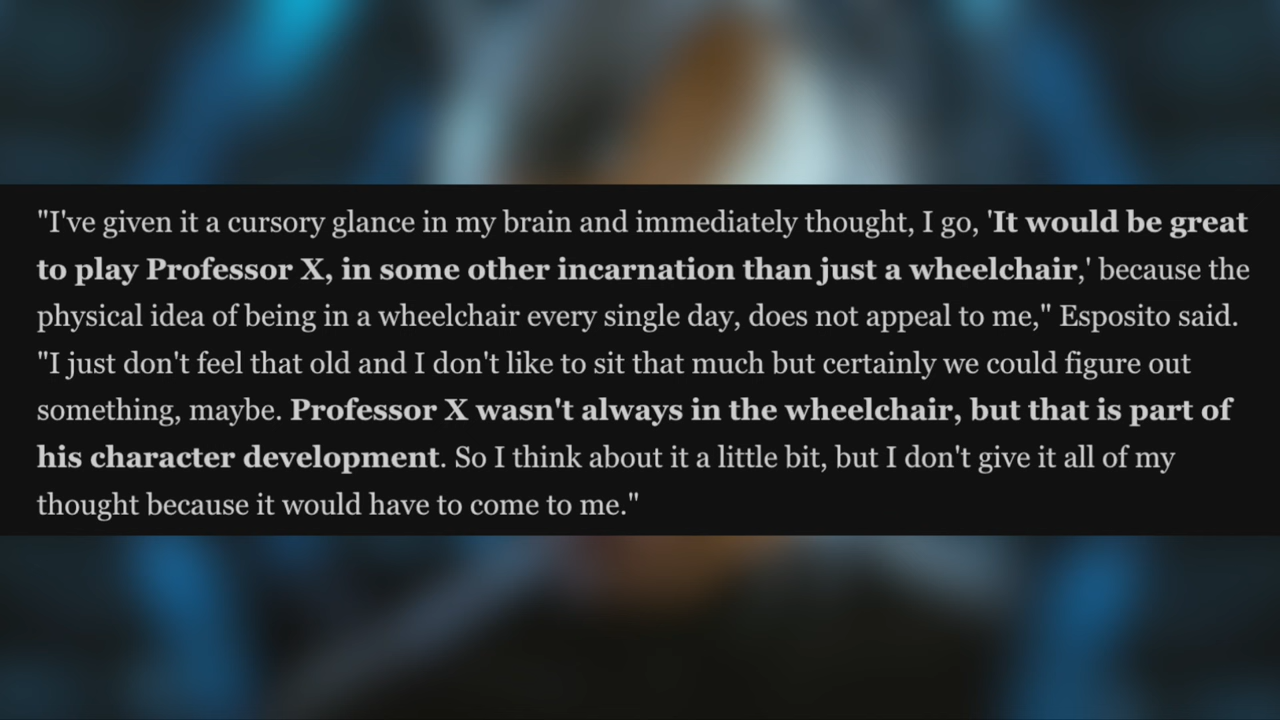 "I've given it a cursory glance in my brain and immediately thought, I go, 'It would be great
to play Professor X, in some other incarnation than just a wheelchair,' because the
physical idea of being in a wheelchair every single day, does not appeal to me," Esposito said.
"I just don't feel that old and I don't like to sit that much but certainly we could figure out
something, maybe. Professor X wasn't always in the wheelchair, but that is part of
his character development. So I think about it a little bit, but I don't give it all of my
thought because it would have to come to me."